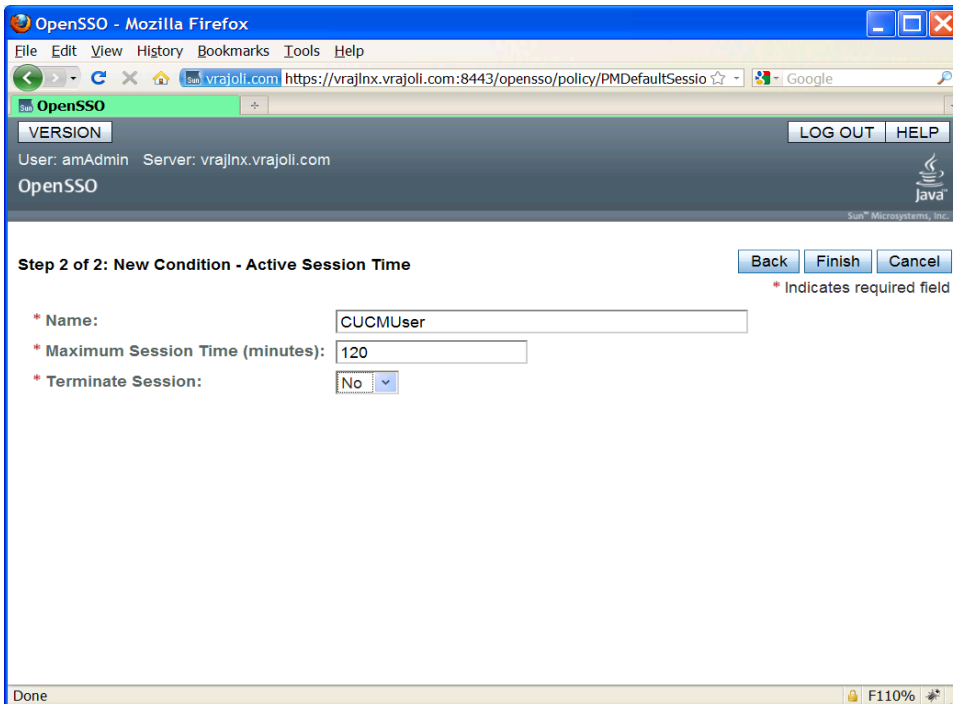 OpenSSO - Mozilla Firefox
File Edit View History Bookmarks Tools Help
Sun vrajoli.com https://vrajlnx.vrajoli.com:8443/opensso/policy/PMDefaultSessio Google
Sun OpenSSO
VERSION LOG OUT HELP
User: amAdmin Server: vrajlnx.vrajoli.com
OpenSSO
Java
Sun™ Microsystems, Inc.
Step 2 of 2: New Condition - Active Session Time Back Finish Cancel
* Indicates required field
* Name: CUCMUser
* Maximum Session Time (minutes): 120
* Terminate Session: No
Done F110%